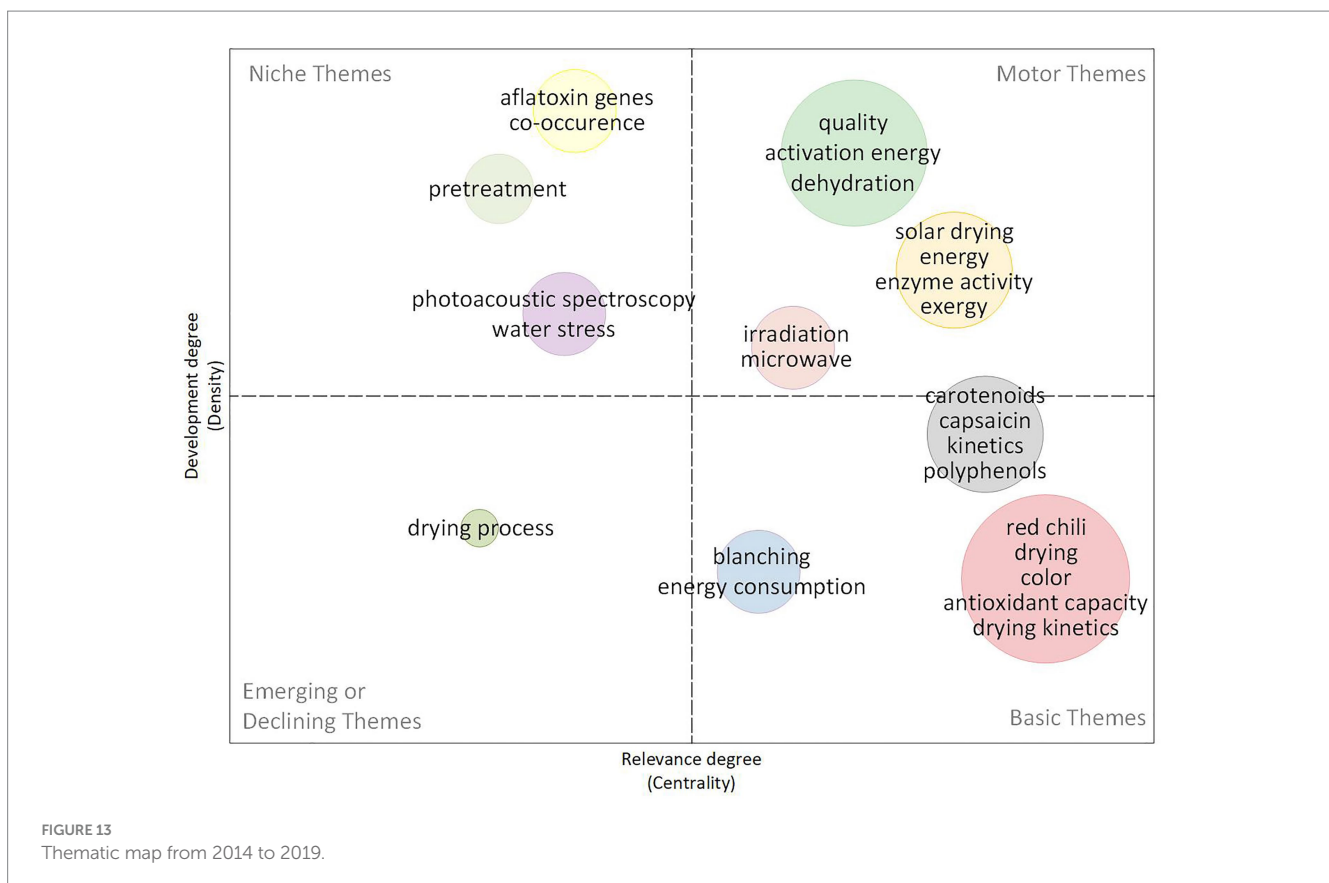 Niche Themes
Motor Themes
aflatoxin genes
co-occurence
pretreatment
photoacoustic spectroscopy
water stress
quality
activation energy
dehydration
solar drying
energy
enzyme activity
exergy
irradiation
microwave
Development degree
(Density)
carotenoids
capsaicin
kinetics
polyphenols
drying process
blanching
energy consumption
red chili
drying
color
antioxidant capacity
drying kinetics
Emerging or
Declining Themes
Basic Themes
Relevance degree
(Centrality)
FIGURE 13
Thematic map from 2014 to 2019.